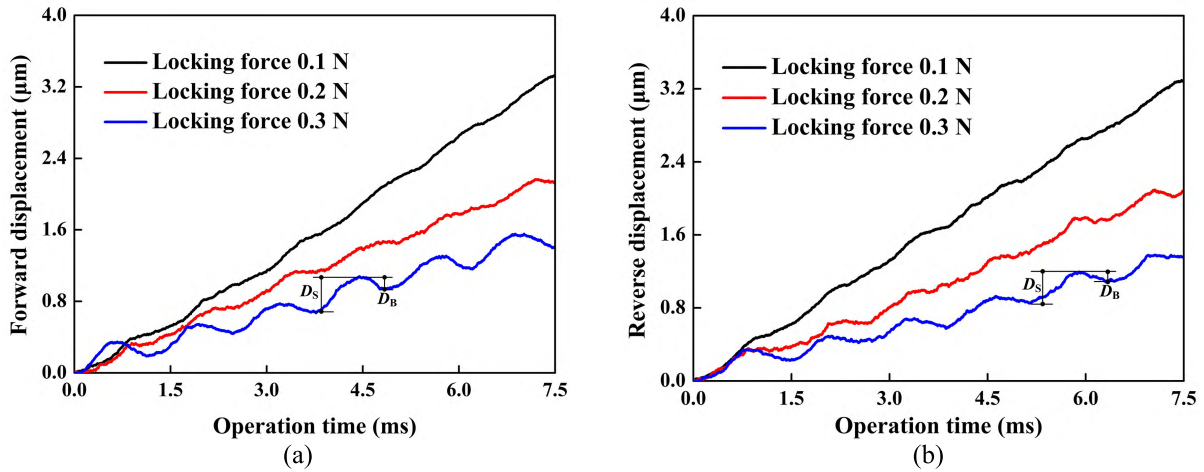 4.0
3.2
2.4
1.6
0.8
0.0
Forward displacement (μm)
Locking force 0.1 N
Locking force 0.2 N
Locking force 0.3 N
DS
DB
0.0 1.5 3.0 4.5 6.0 7.5
Operation time (ms)
(a)
4.0
3.2
2.4
1.6
0.8
0.0
Reverse displacement (μm)
Locking force 0.1 N
Locking force 0.2 N
Locking force 0.3 N
DS
DB
0.0 1.5 3.0 4.5 6.0 7.5
Operation time (ms)
(b)